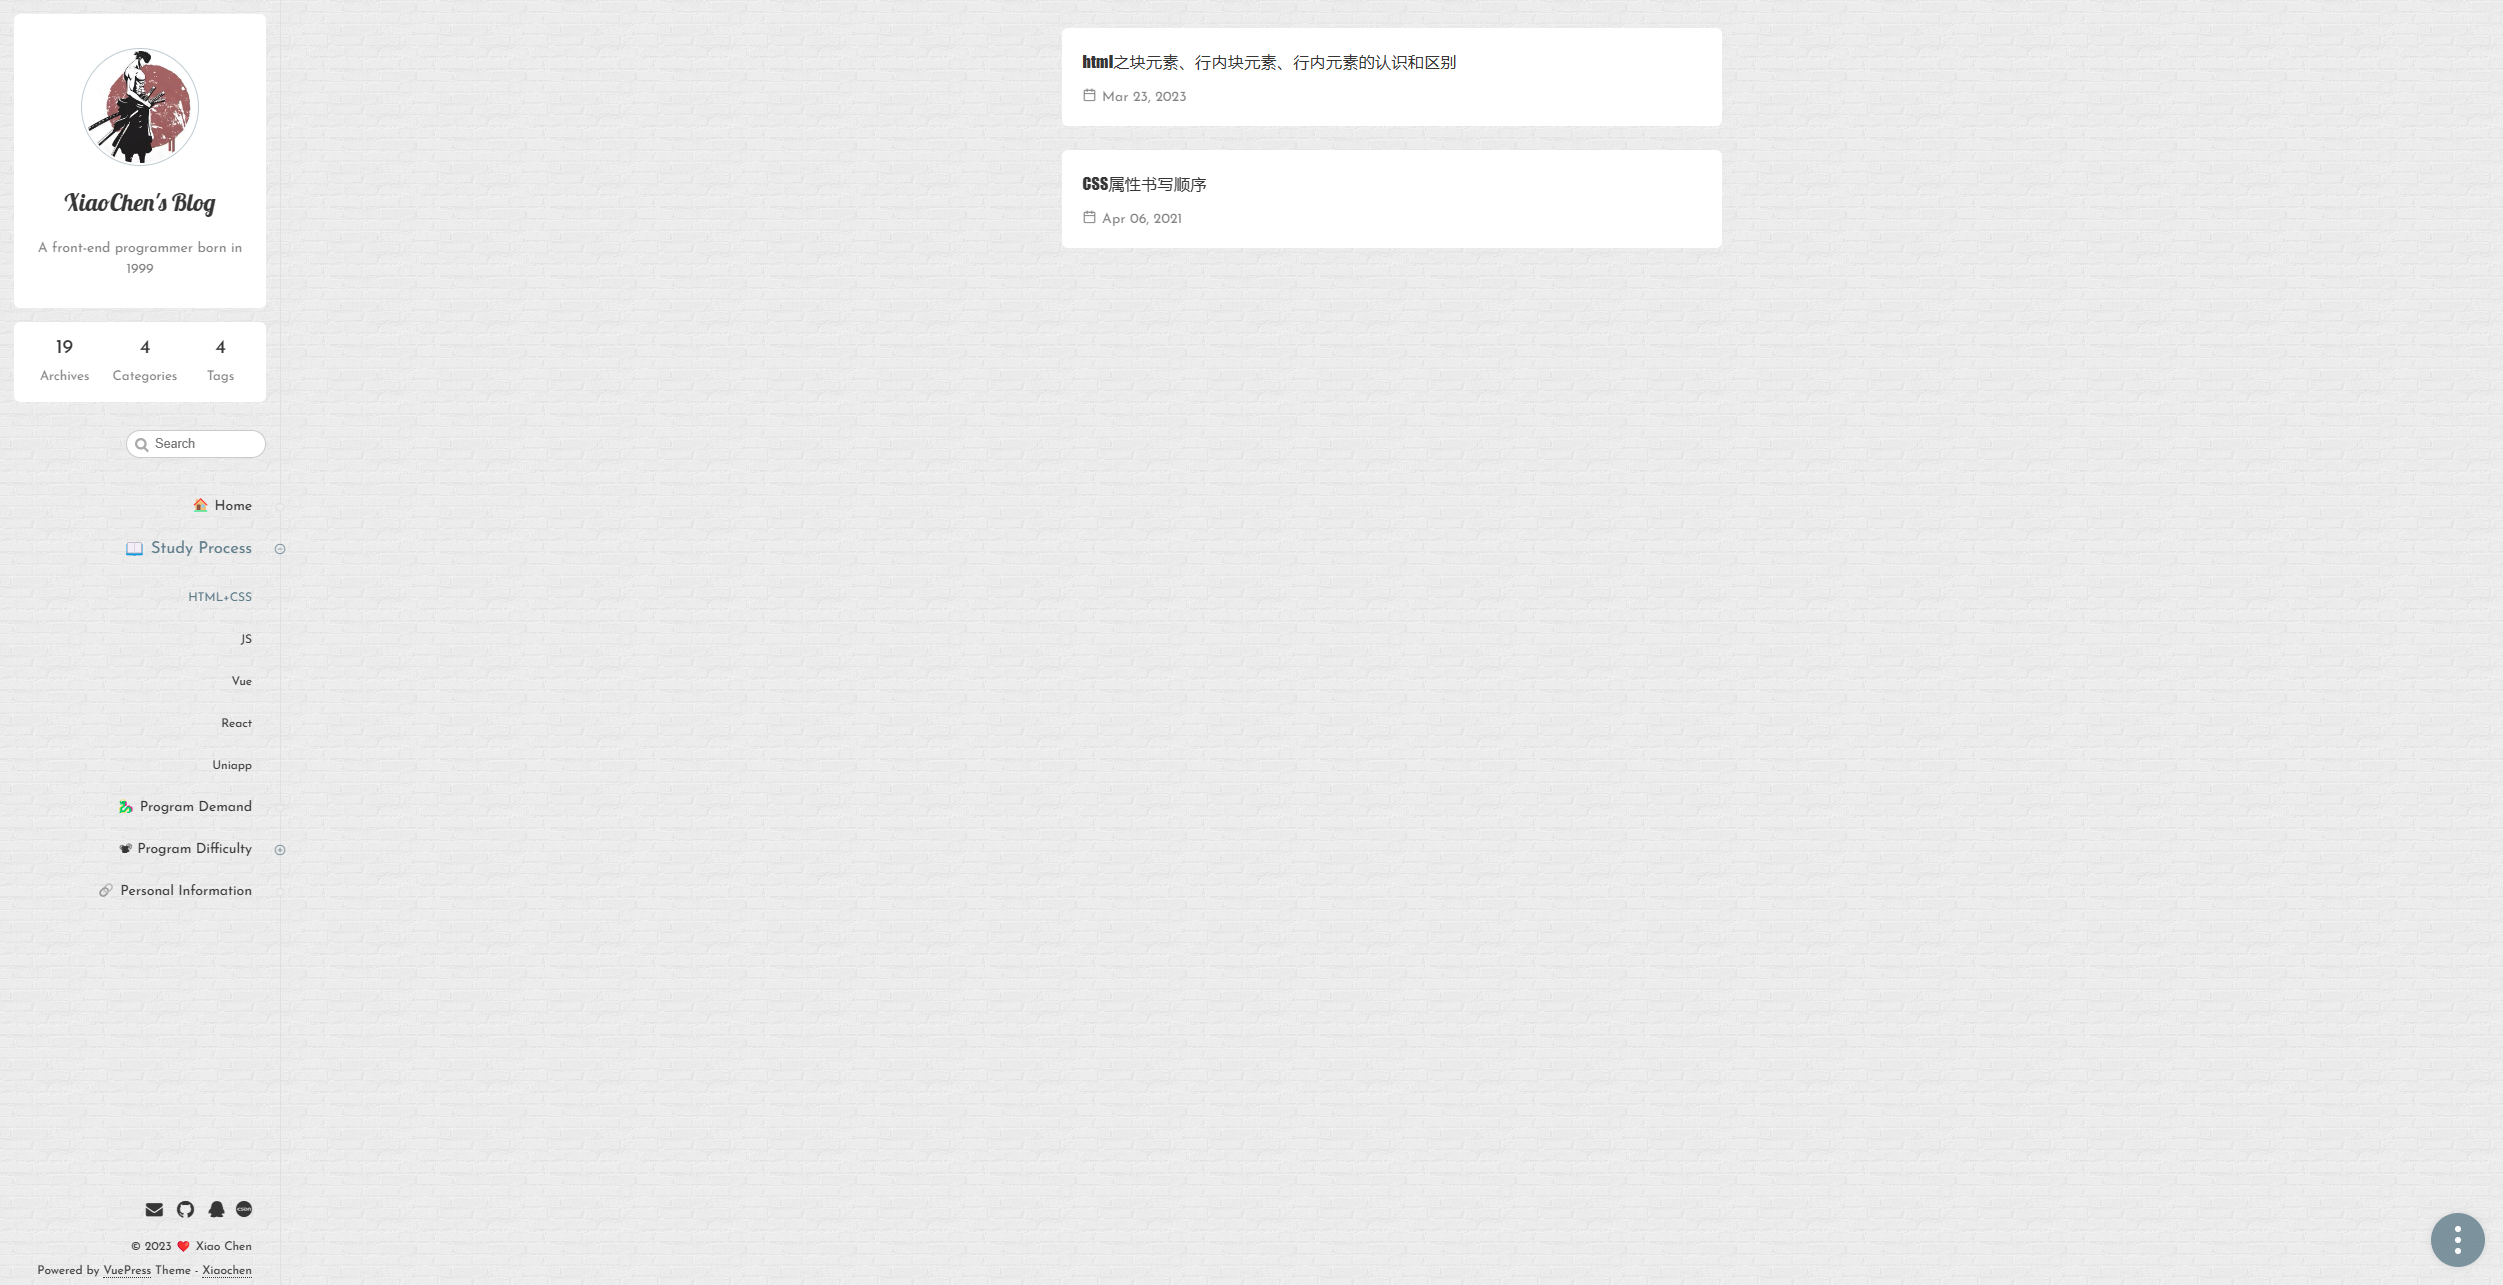 XiaoChen's Blog
A front-end programmer born in
1999
19 4 4
Archives Categories Tags
Search
Home
Study Process
HTML+CSS
JS
Vue
React
Uniapp
Program Demand
Program Difficulty
Personal Information
CSDN
© 2023 ❤️ Xiao Chen
Powered by VuePress Theme - Xiaochen
html之块元素、行内块元素、行内元素的认识和区别
Mar 23, 2023
CSS属性书写顺序
Apr 06, 2021